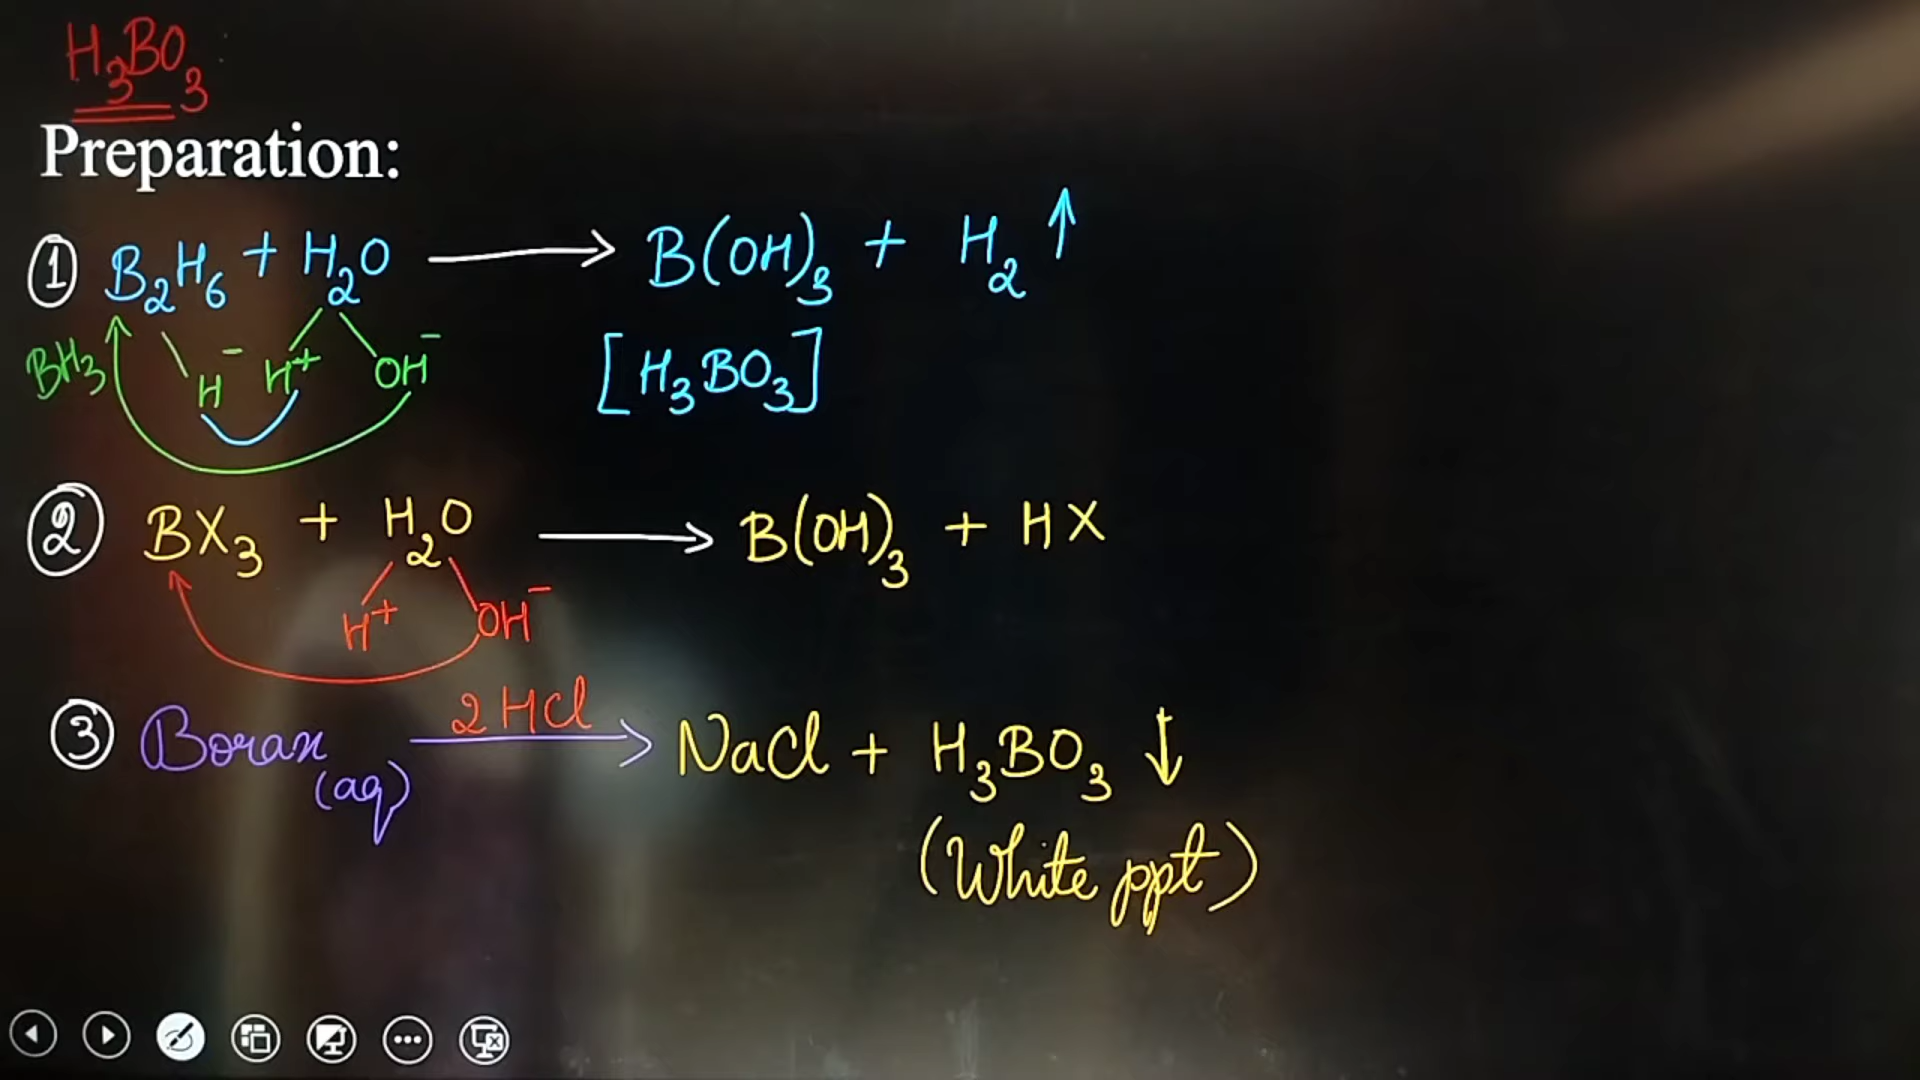 H₃BO₃
Preparation:
① B₂H₆ + H₂O → B(OH)₃ + H₂ ↑
BH₃ H⁻ H⁺ OH⁻ [H₃BO₃]
② BX₃ + H₂O → B(OH)₃ + HX
H⁺ OH⁻
2HCl
③ Borax (aq) → NaCl + H₃BO₃ ↓
(White ppt)